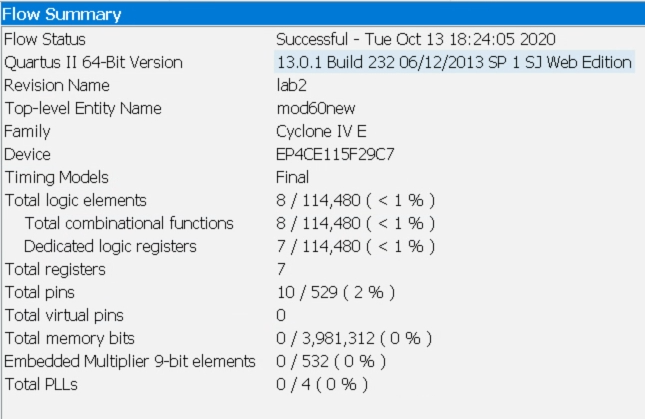 Flow Summary
Flow Status Successful - Tue Oct 13 18:24:05 2020
Quartus II 64-Bit Version 13.0.1 Build 232 06/12/2013 SP 1 SJ Web Edition
Revision Name lab2
Top-level Entity Name mod60new
Family Cyclone IV E
Device EP4CE115F29C7
Timing Models Final
Total logic elements 8 / 114,480 ( < 1 % )
Total combinational functions 8 / 114,480 ( < 1 % )
Dedicated logic registers 7 / 114,480 ( < 1 % )
Total registers 7
Total pins 10 / 529 ( 2 % )
Total virtual pins 0
Total memory bits 0 / 3,981,312 ( 0 % )
Embedded Multiplier 9-bit elements 0 / 532 ( 0 % )
Total PLLs 0 / 4 ( 0 % )